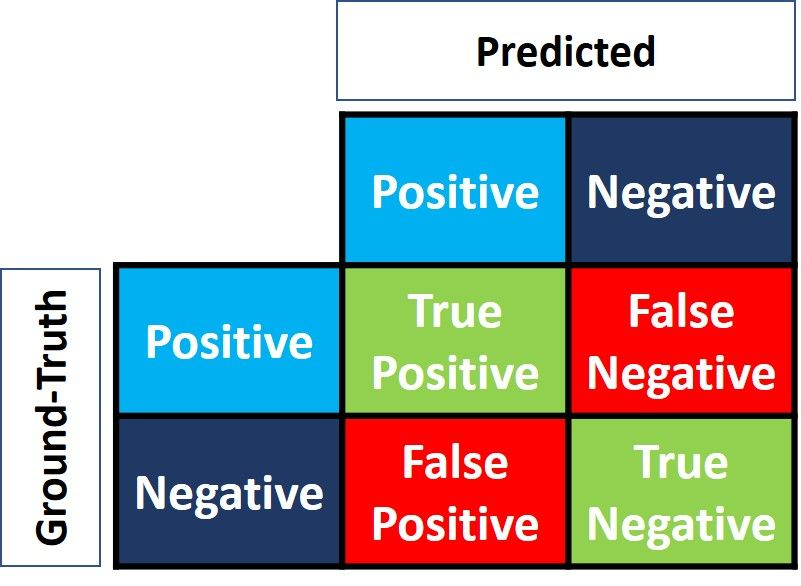 Predicted
Positive Negative
Ground-Truth
Positive
True
Positive
False
Negative
Negative
False
Positive
True
Negative